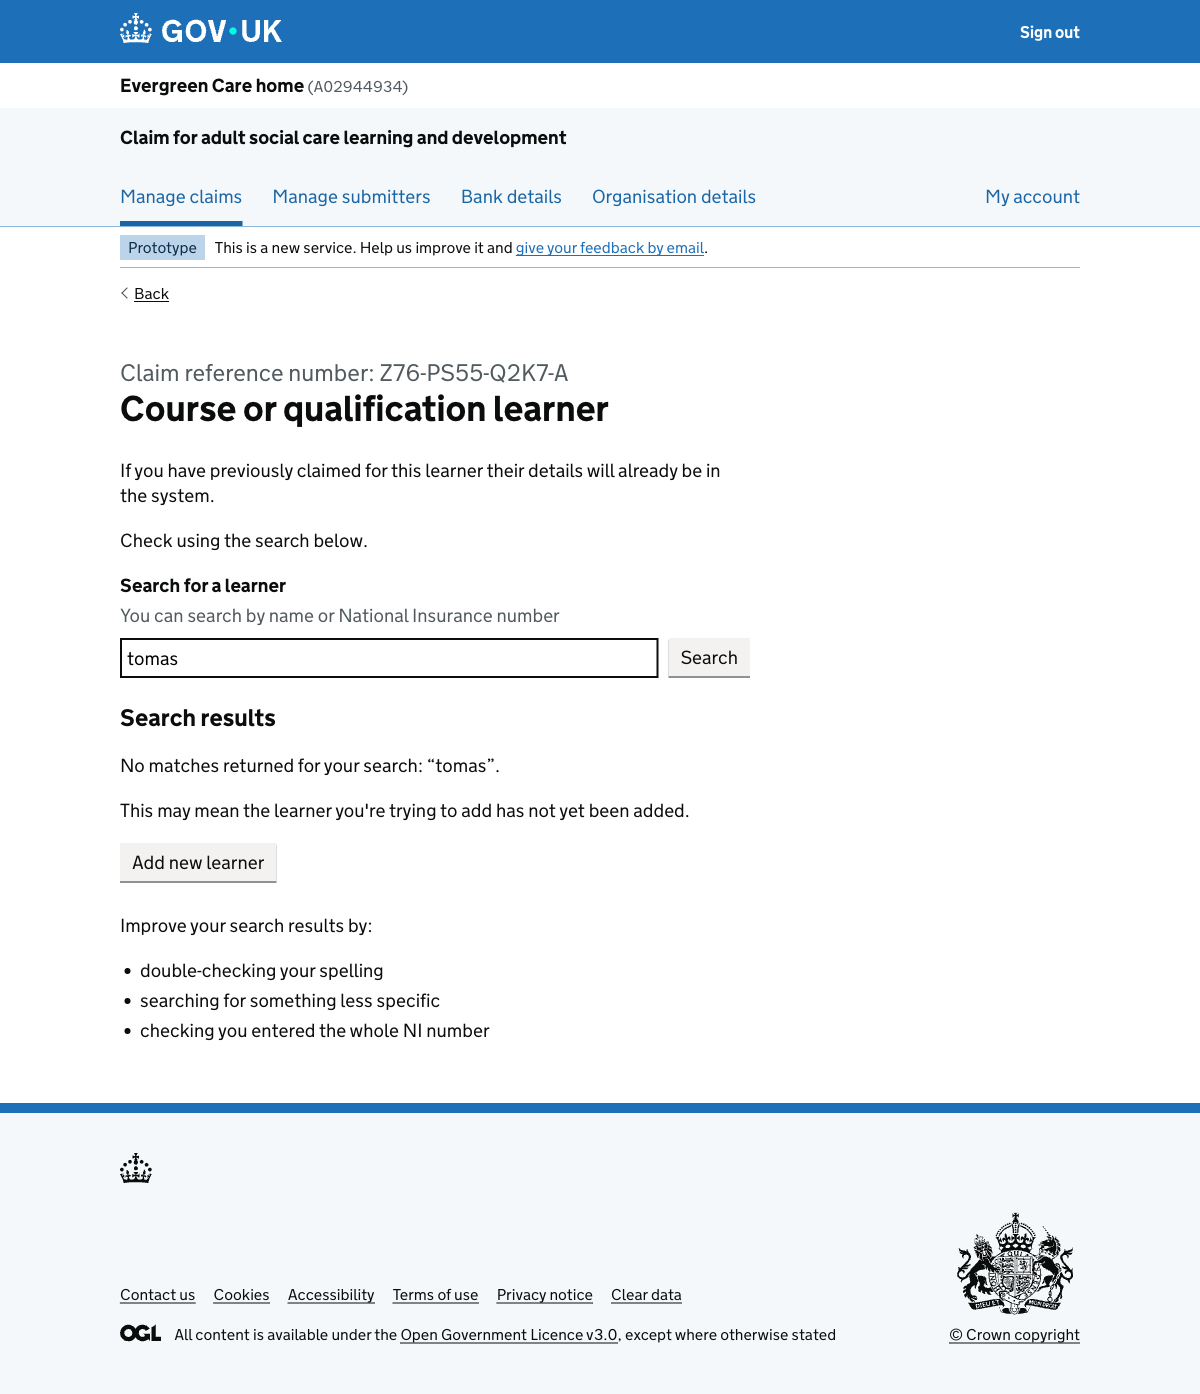 GOV·UK
Sign out
Evergreen Care home (A02944934)
Claim for adult social care learning and development
Manage claims Manage submitters Bank details Organisation details My account
Prototype This is a new service. Help us improve it and give your feedback by email.
Back
Claim reference number: Z76-PS55-Q2K7-A
Course or qualification learner
If you have previously claimed for this learner their details will already be in
the system.
Check using the search below.
Search for a learner
You can search by name or National Insurance number
tomas
Search
Search results
No matches returned for your search: “tomas”.
This may mean the learner you're trying to add has not yet been added.
Add new learner
Improve your search results by:
• double-checking your spelling
• searching for something less specific
• checking you entered the whole NI number
Contact us Cookies Accessibility Terms of use Privacy notice Clear data
OGL All content is available under the Open Government Licence v3.0, except where otherwise stated
© Crown copyright